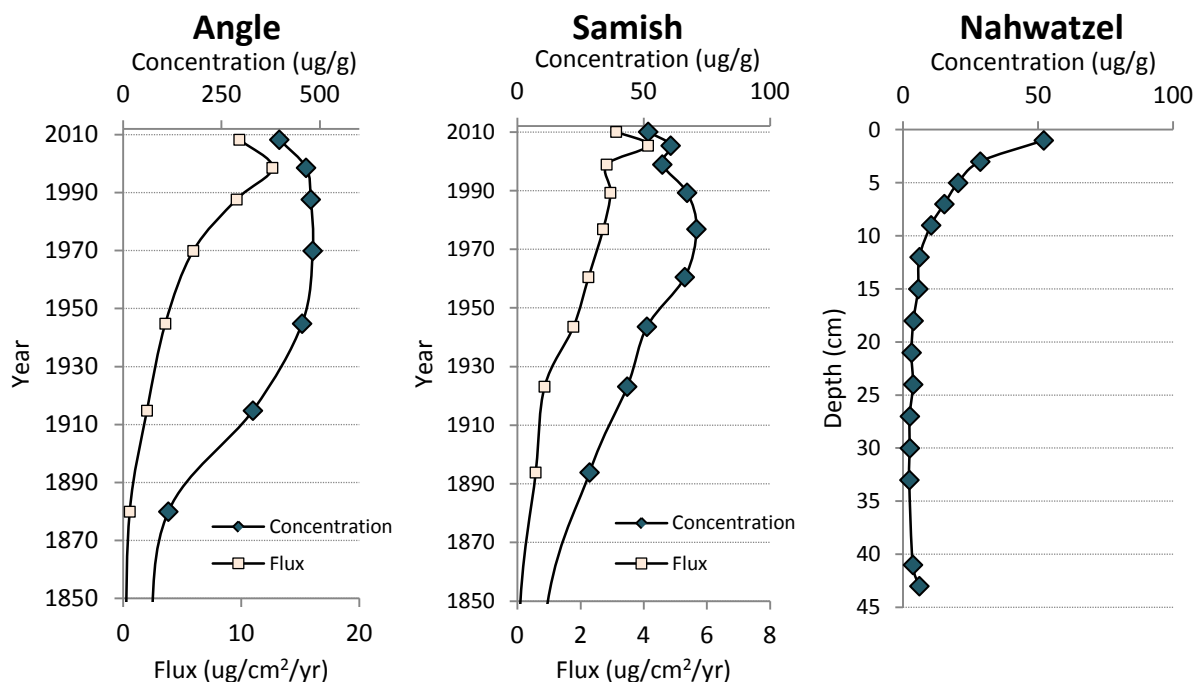 Angle
Concentration (ug/g)
0 250 500
2010
1990
1970
1950
1930
1910
1890
1870
1850
Year
Concentration
Flux
0 10 20
Flux (ug/cm²/yr)
Samish
Concentration (ug/g)
0 50 100
2010
1990
1970
1950
1930
1910
1890
1870
1850
Year
Concentration
Flux
0 2 4 6 8
Flux (ug/cm²/yr)
Nahwatzel
Concentration (ug/g)
0 50 100
0
5
10
15
20
25
30
35
40
45
Depth (cm)